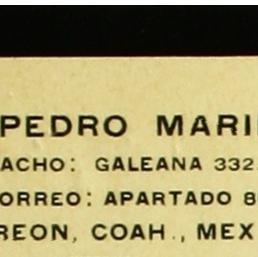 PEDRO MARI
ACHO: GALEANA 332.
ORREO: APARTADO 8
REON, COAH., MEX